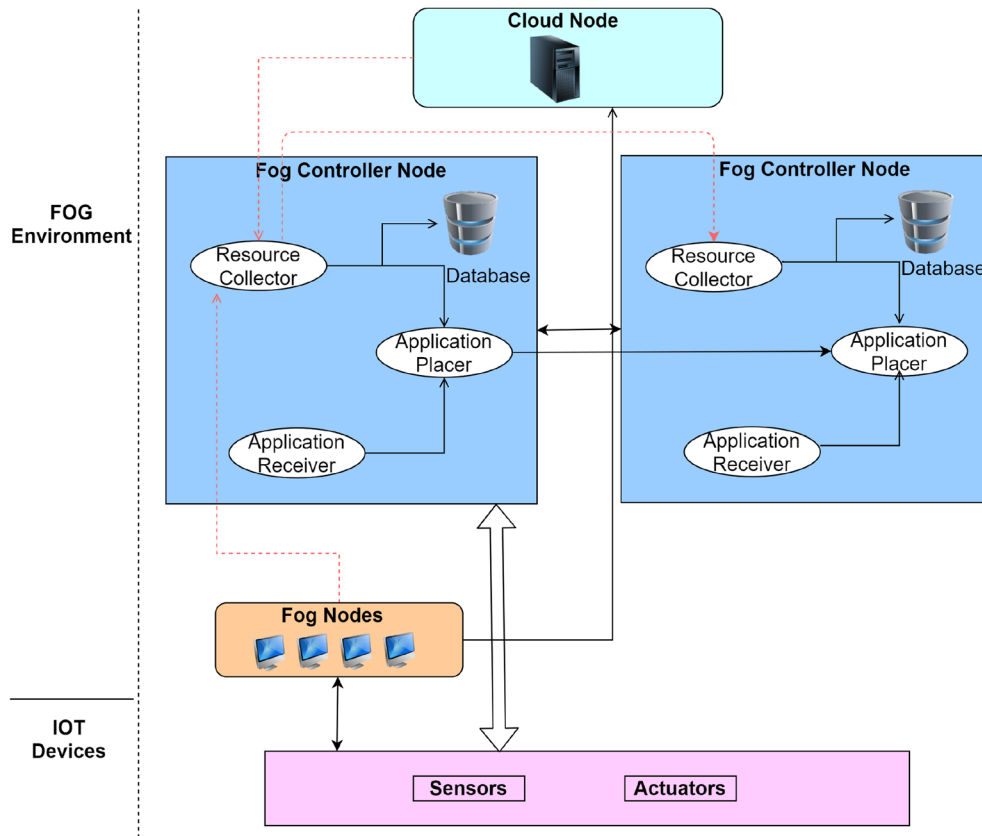 Cloud Node
FOG
Environment
Fog Controller Node
Resource
Collector
Database
Application
Placer
Application
Receiver
Fog Controller Node
Resource
Collector
Database
Application
Placer
Application
Receiver
Fog Nodes
IOT
Devices
Sensors
Actuators